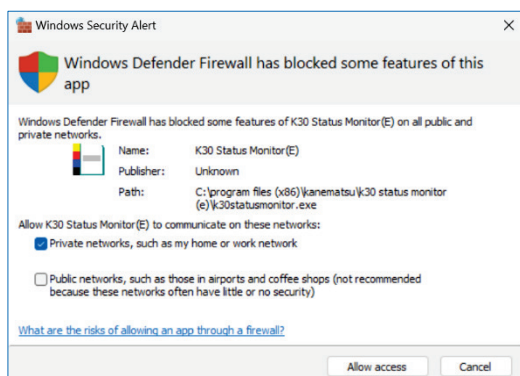 Windows Security Alert
Windows Defender Firewall has blocked some features of this
app
Windows Defender Firewall has blocked some features of K30 Status Monitor(E) on all public and
private networks.
Name: K30 Status Monitor(E)
Publisher: Unknown
Path: C:\program files (x86)\kanematsu\k30 status monitor
(e)\k30statusmonitor.exe
Allow K30 Status Monitor(E) to communicate on these networks:
Private networks, such as my home or work network
Public networks, such as those in airports and coffee shops (not recommended
because these networks often have little or no security)
What are the risks of allowing an app through a firewall?
Allow access Cancel